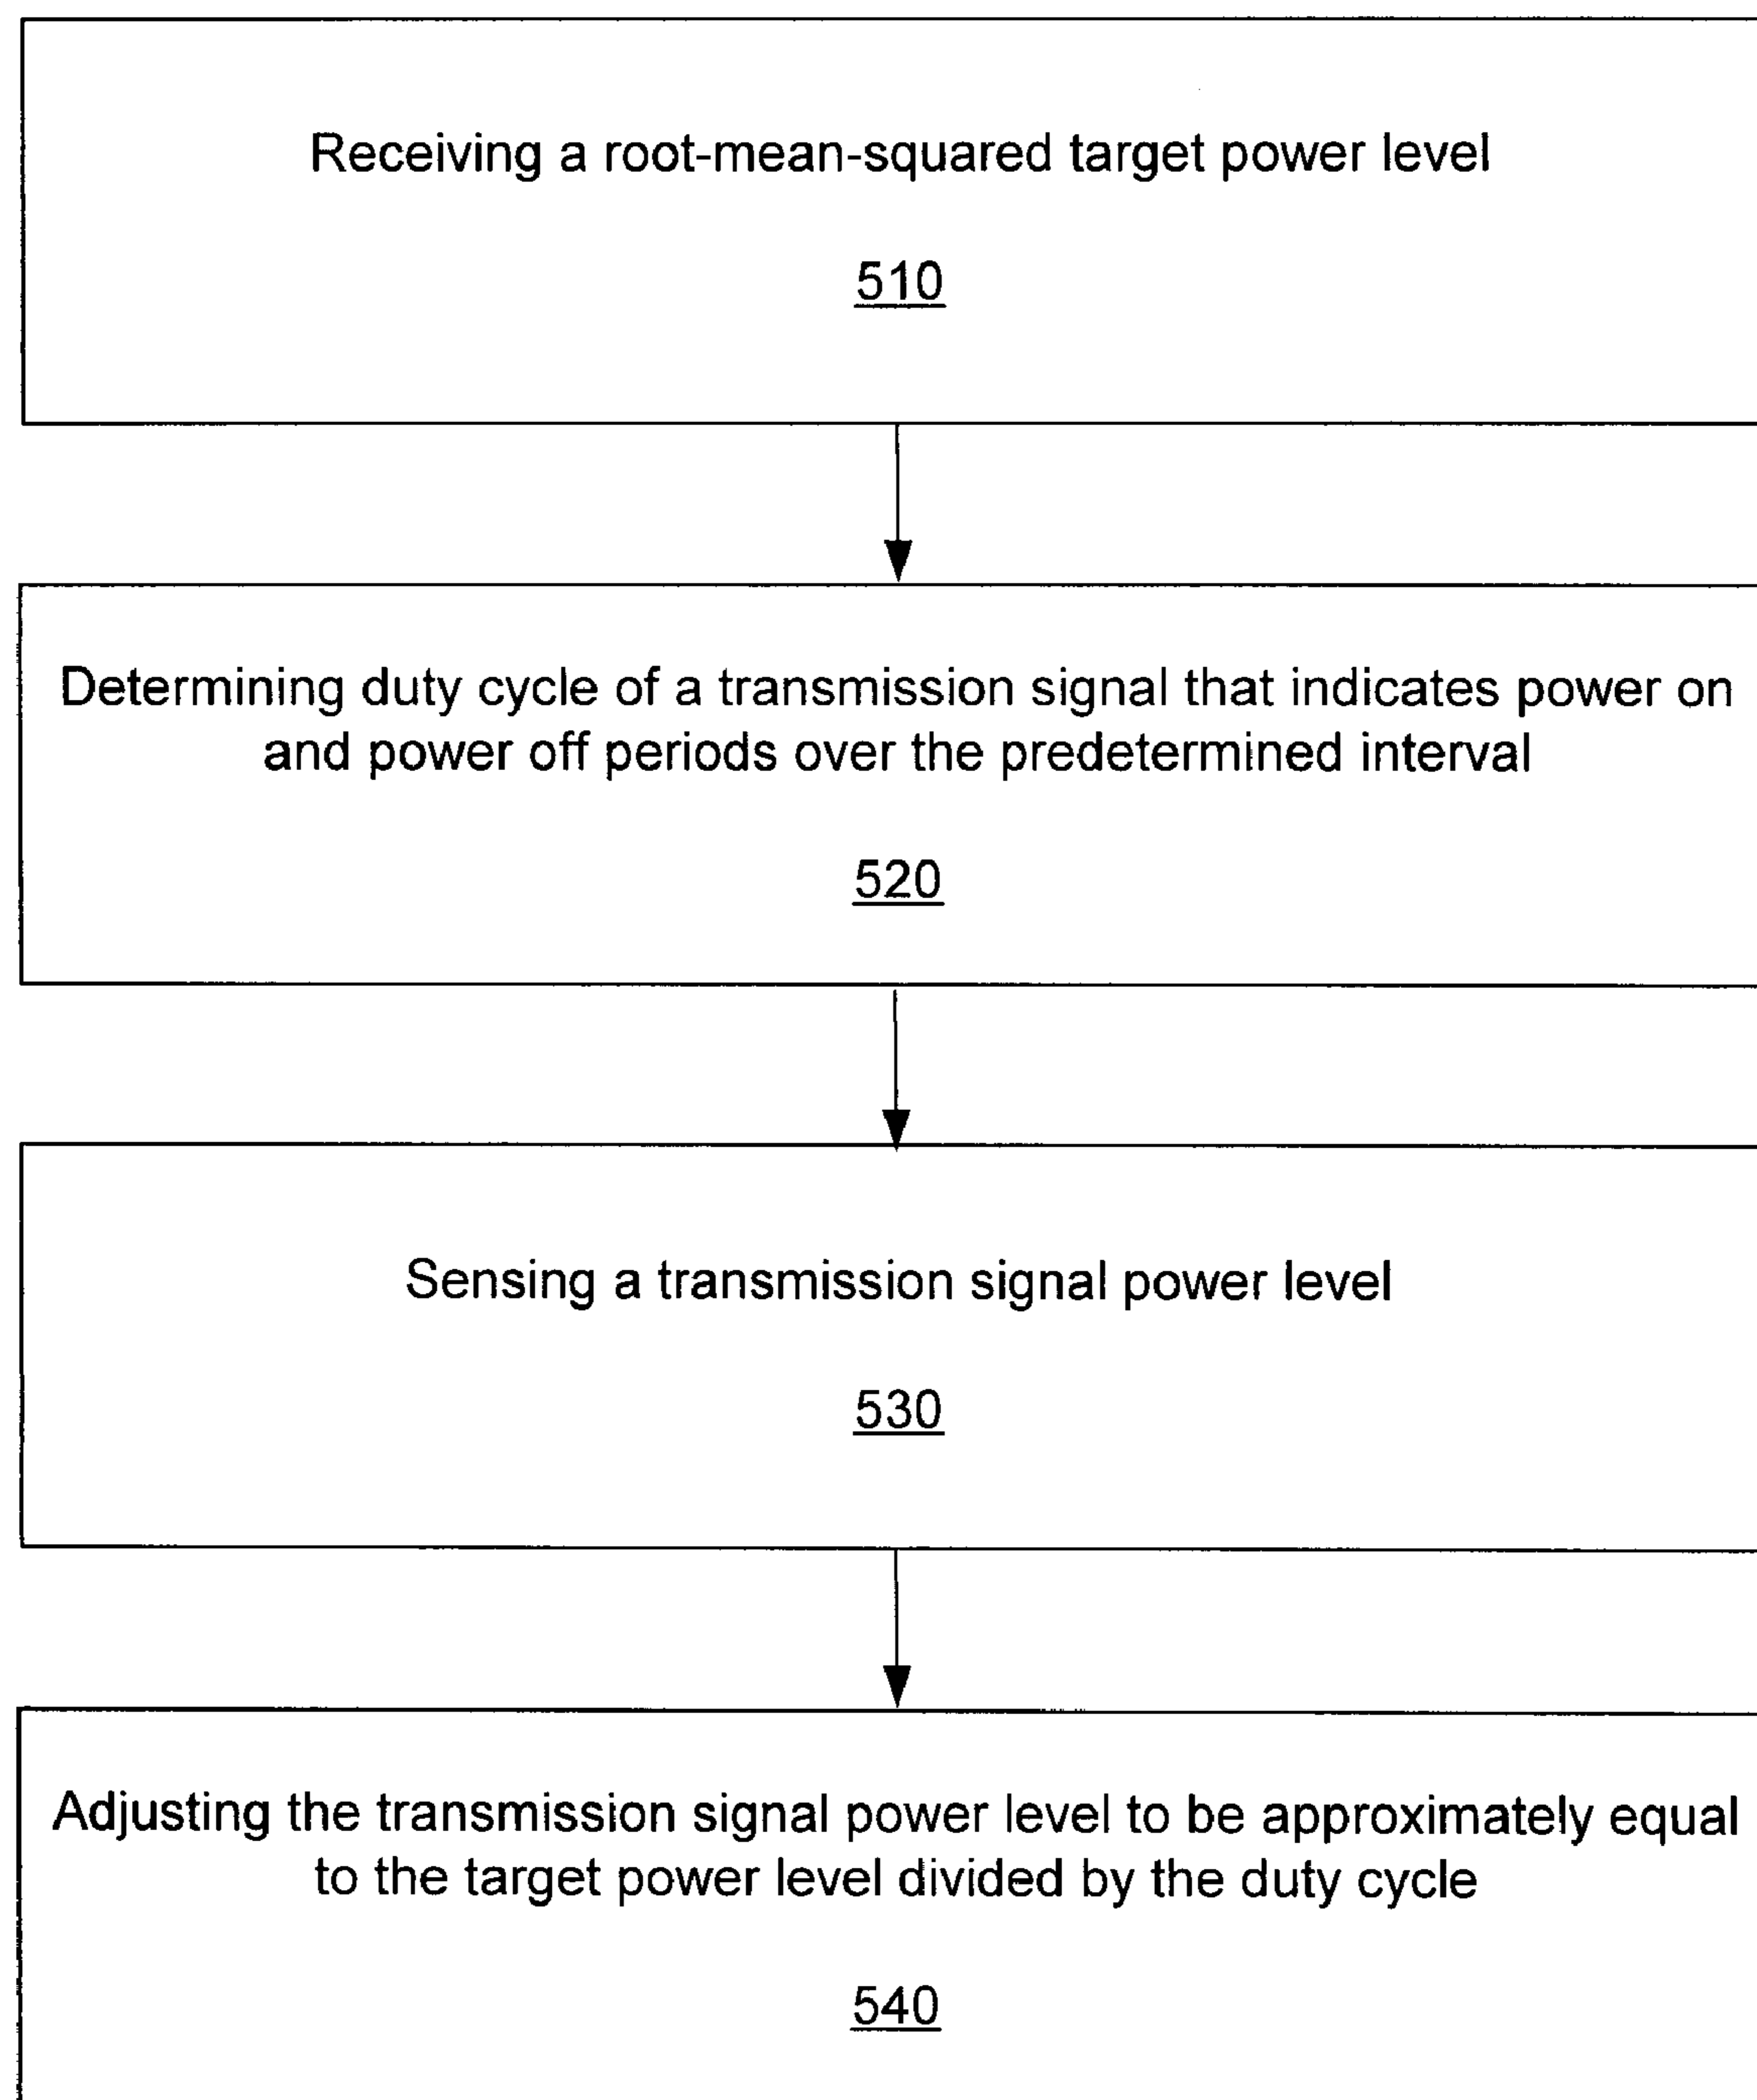 Receiving a root-mean-squared target power level
510
Determining duty cycle of a transmission signal that indicates power on
and power off periods over the predetermined interval
520
Sensing a transmission signal power level
530
Adjusting the transmission signal power level to be approximately equal
to the target power level divided by the duty cycle
540